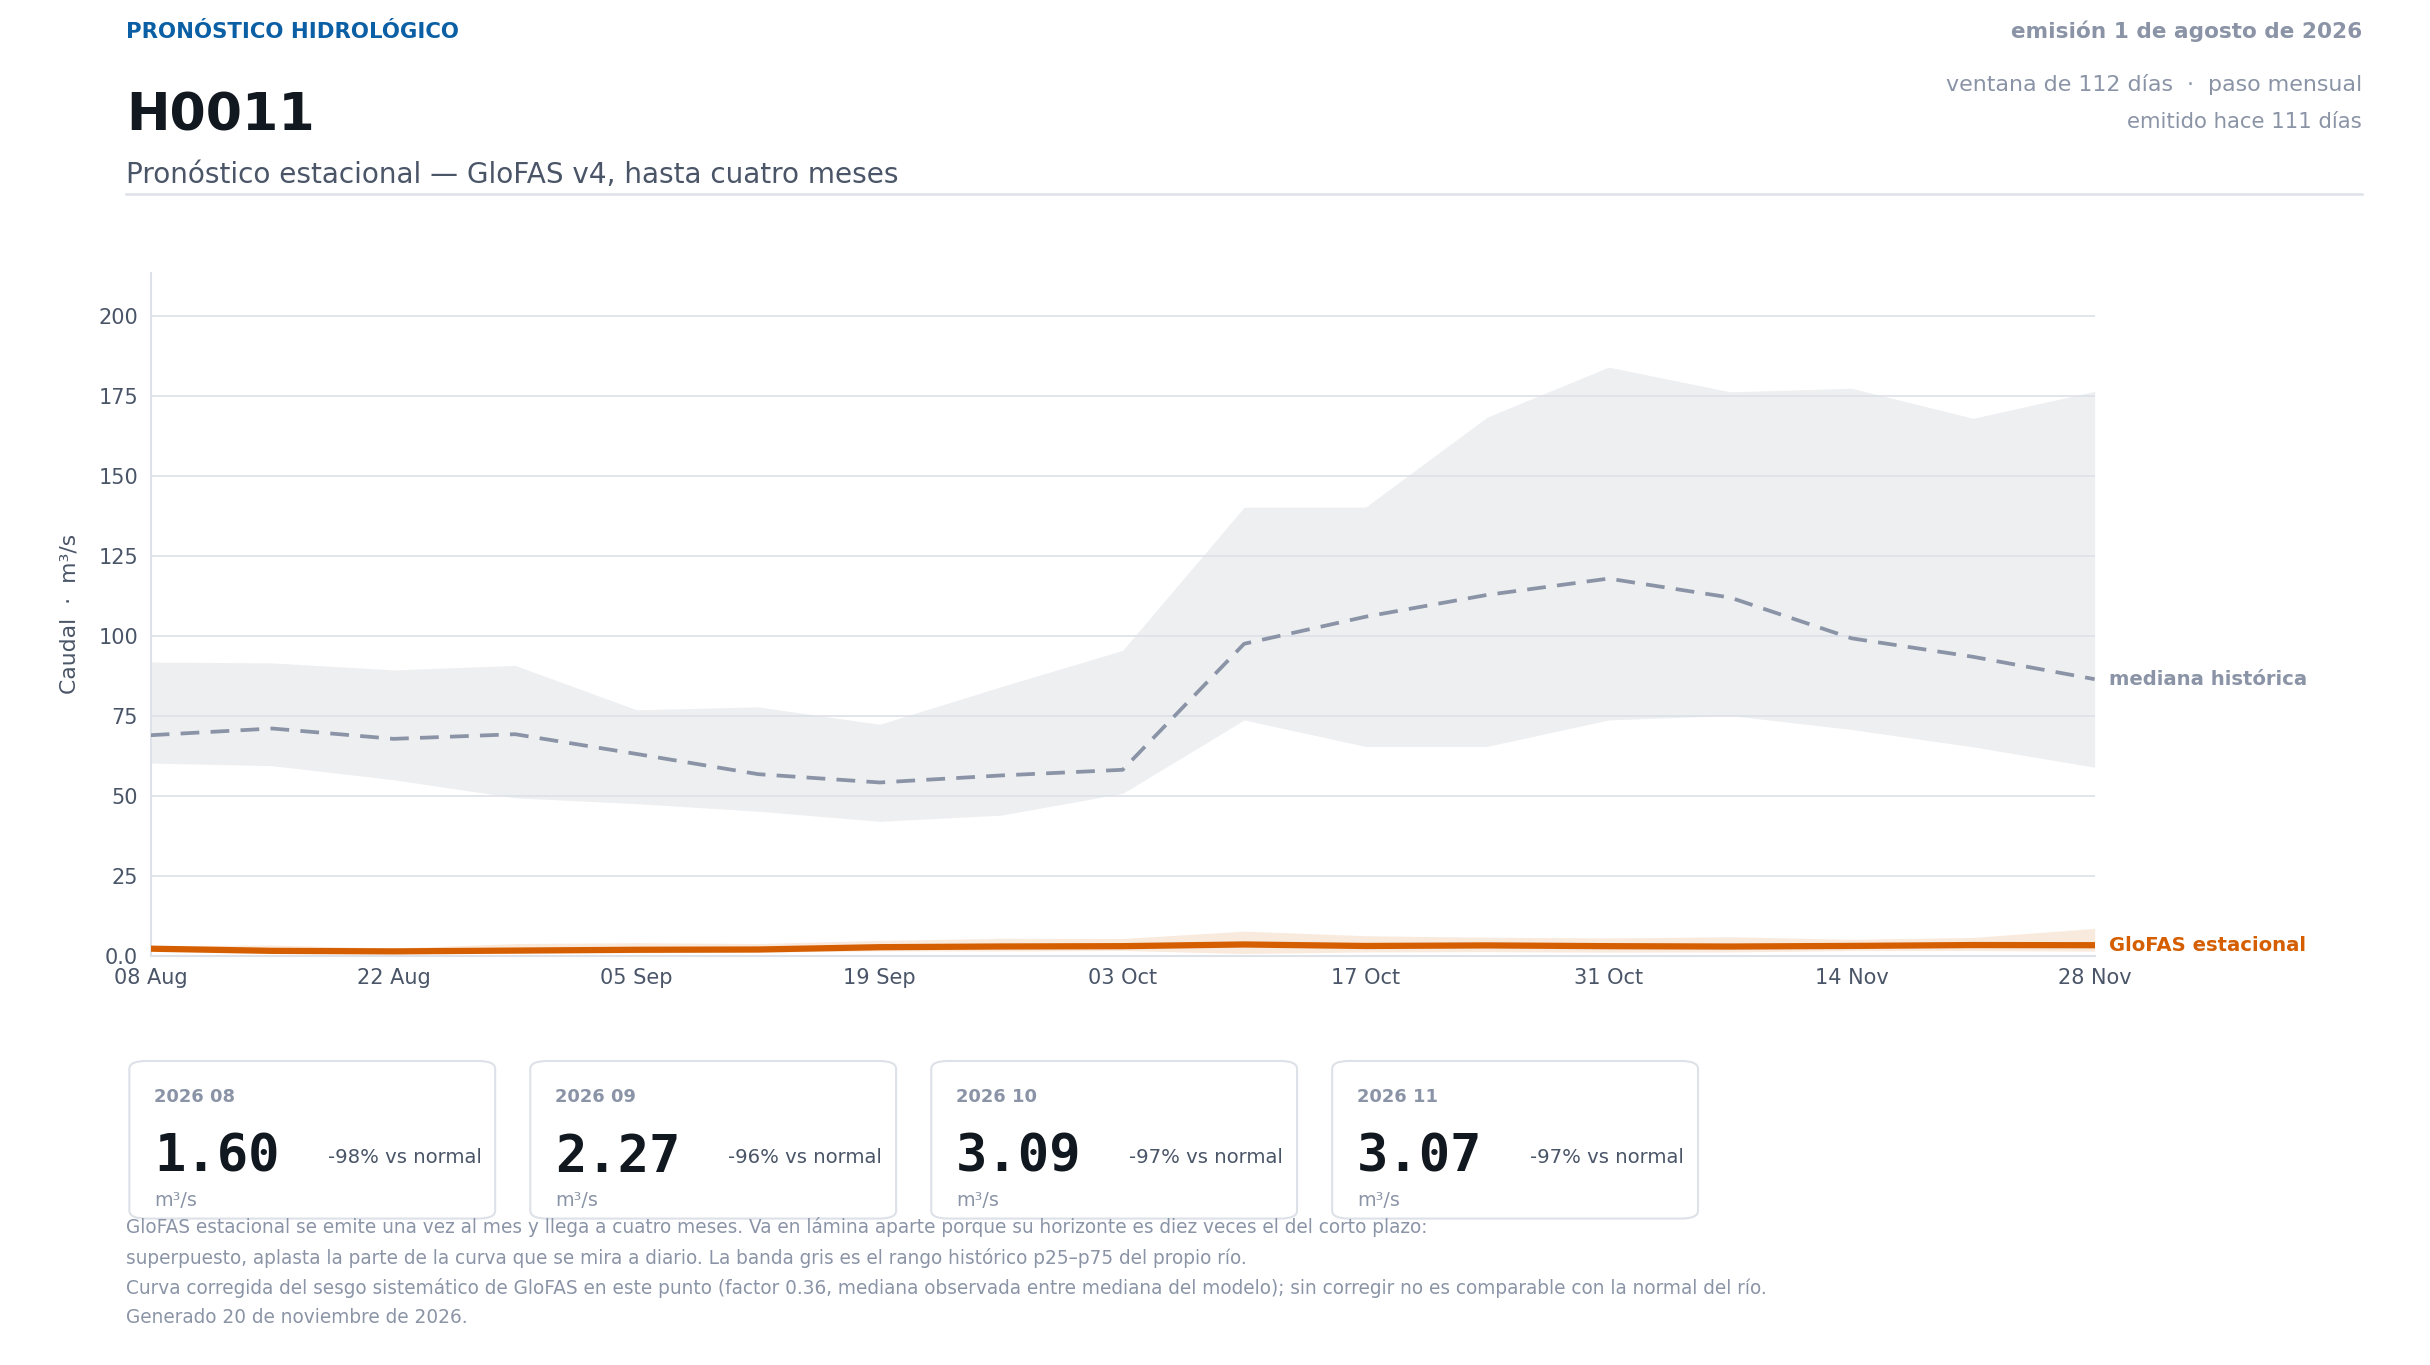 PRONÓSTICO HIDROLÓGICO
emisión 1 de agosto de 2026
H0011
ventana de 112 días · paso mensual
emitido hace 111 días
Pronóstico estacional — GloFAS v4, hasta cuatro meses
Caudal · m³/s
200
175
150
125
100
75
50
25
0.0
mediana histórica
GloFAS estacional
08 Aug
22 Aug
05 Sep
19 Sep
03 Oct
17 Oct
31 Oct
14 Nov
28 Nov
2026 08
1.60
-98% vs normal
m³/s
2026 09
2.27
-96% vs normal
m³/s
2026 10
3.09
-97% vs normal
m³/s
2026 11
3.07
-97% vs normal
m³/s
GloFAS estacional se emite una vez al mes y llega a cuatro meses. Va en lámina aparte porque su horizonte es diez veces el del corto plazo:
superpuesto, aplasta la parte de la curva que se mira a diario. La banda gris es el rango histórico p25–p75 del propio río.
Curva corregida del sesgo sistemático de GloFAS en este punto (factor 0.36, mediana observada entre mediana del modelo); sin corregir no es comparable con la normal del río.
Generado 20 de noviembre de 2026.